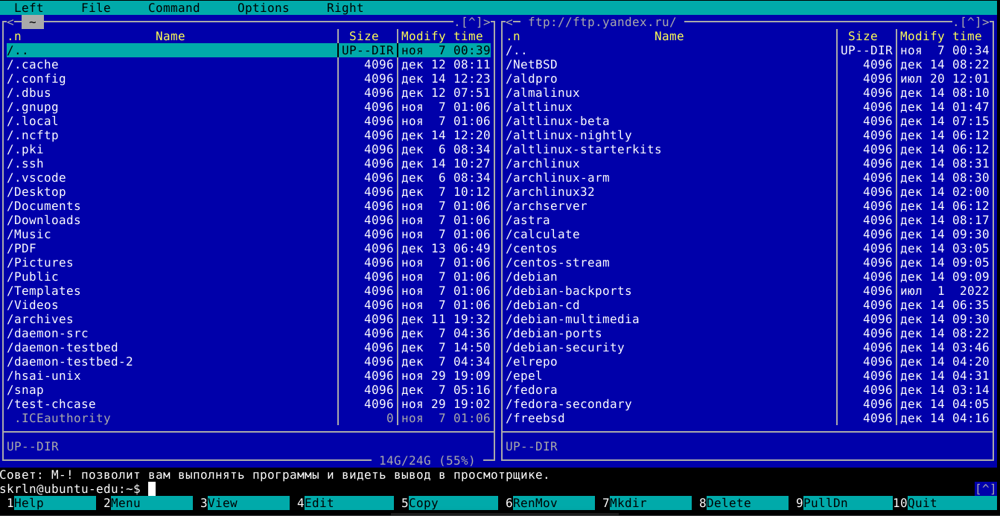 Left File Command Options Right
<─ ~ .[^]> <─ ftp://ftp.yandex.ru/ .[^]>
.n Name Size Modify time .n Name Size Modify time
/.. UP--DIR ноя 7 00:39 /.. UP--DIR ноя 7 00:34
/.cache 4096 дек 12 08:11 /NetBSD 4096 дек 14 08:22
/.config 4096 дек 14 12:23 /aldpro 4096 июл 20 12:01
/.dbus 4096 дек 12 07:51 /almalinux 4096 дек 14 08:10
/.gnupg 4096 ноя 7 01:06 /altlinux 4096 дек 14 01:47
/.local 4096 ноя 7 01:06 /altlinux-beta 4096 дек 14 07:15
/.ncftp 4096 дек 14 12:20 /altlinux-nightly 4096 дек 14 06:12
/.pki 4096 дек 6 08:34 /altlinux-starterkits 4096 дек 14 06:12
/.ssh 4096 дек 14 10:27 /archlinux 4096 дек 14 08:31
/.vscode 4096 дек 6 08:34 /archlinux-arm 4096 дек 14 08:30
/Desktop 4096 дек 7 10:12 /archlinux32 4096 дек 14 02:00
/Documents 4096 ноя 7 01:06 /archserver 4096 дек 14 06:12
/Downloads 4096 ноя 7 01:06 /astra 4096 дек 14 08:17
/Music 4096 ноя 7 01:06 /calculate 4096 дек 14 09:30
/PDF 4096 дек 13 06:49 /centos 4096 дек 14 03:05
/Pictures 4096 ноя 7 01:06 /centos-stream 4096 дек 14 09:05
/Public 4096 ноя 7 01:06 /debian 4096 дек 14 09:09
/Templates 4096 ноя 7 01:06 /debian-backports 4096 июл 1 2022
/Videos 4096 ноя 7 01:06 /debian-cd 4096 дек 14 06:35
/archives 4096 дек 11 19:32 /debian-multimedia 4096 дек 14 09:30
/daemon-src 4096 дек 7 04:36 /debian-ports 4096 дек 14 08:22
/daemon-testbed 4096 дек 7 14:50 /debian-security 4096 дек 14 03:46
/daemon-testbed-2 4096 дек 7 04:34 /elrepo 4096 дек 14 04:20
/hsai-unix 4096 ноя 29 19:09 /epel 4096 дек 14 04:31
/snap 4096 дек 7 05:16 /fedora 4096 дек 14 03:14
/test-chcase 4096 ноя 29 19:02 /fedora-secondary 4096 дек 14 04:05
.ICEauthority 0 ноя 7 01:06 /freebsd 4096 дек 14 04:16
UP--DIR UP--DIR
14G/24G (55%)
Совет: M-! позволит вам выполнять программы и видеть вывод в просмотрщике.
skrln@ubuntu-edu:~$ [^]
1Help 2Menu 3View 4Edit 5Copy 6RenMov 7Mkdir 8Delete 9PullDn 10Quit